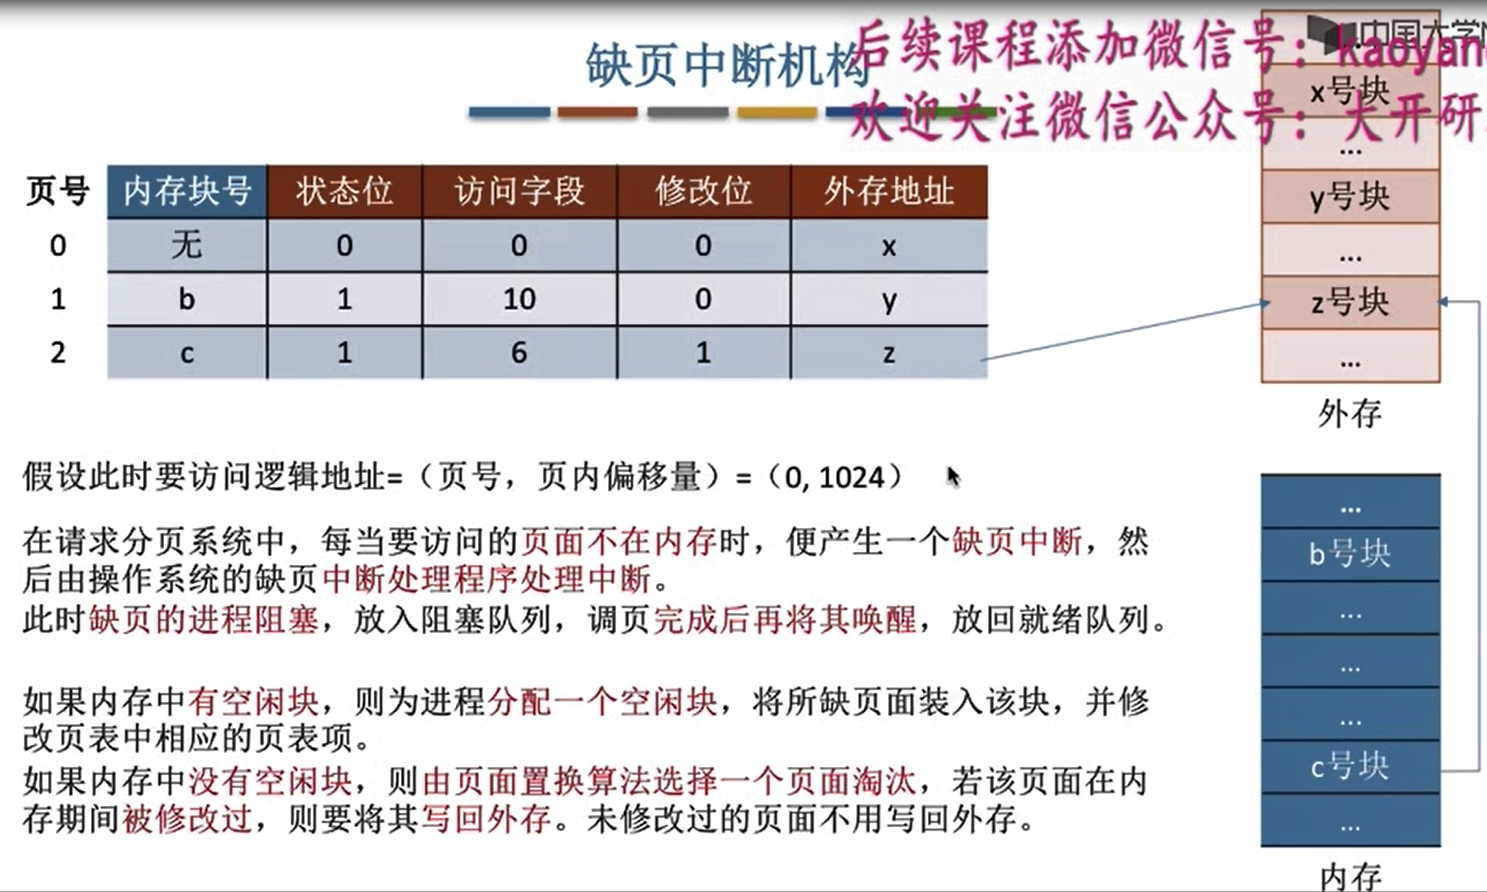 缺页中断机构
后续课程添加微信号：kaoyan
欢迎关注微信公众号：大开研
中国大学
页号 内存块号 状态位 访问字段 修改位 外存地址
0 无 0 0 0 x
1 b 1 10 0 y
2 c 1 6 1 z
x号块
...
y号块
...
z号块
...
外存
假设此时要访问逻辑地址=（页号，页内偏移量）=（0, 1024）
在请求分页系统中，每当要访问的页面不在内存时，便产生一个缺页中断，然
后由操作系统的缺页中断处理程序处理中断。
此时缺页的进程阻塞，放入阻塞队列，调页完成后再将其唤醒，放回就绪队列。
如果内存中有空闲块，则为进程分配一个空闲块，将所缺页面装入该块，并修
改页表中相应的页表项。
如果内存中没有空闲块，则由页面置换算法选择一个页面淘汰，若该页面在内
存期间被修改过，则要将其写回外存。未修改过的页面不用写回外存。
...
b号块
...
...
...
c号块
...
内存